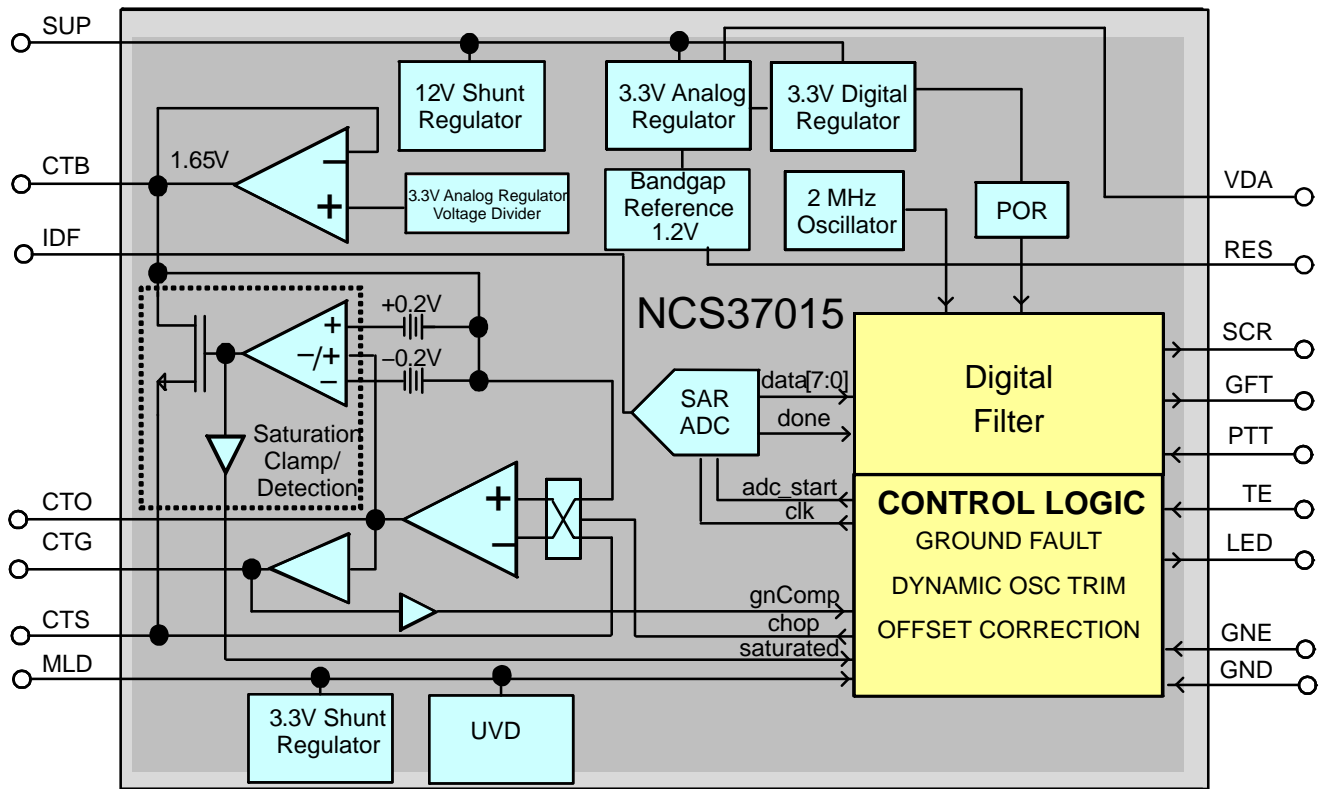 SUP
12V Shunt
Regulator
3.3V Analog
Regulator
3.3V Digital
Regulator
CTB
1.65V
−
+
3.3V Analog Regulator
Voltage Divider
Bandgap
Reference
1.2V
2 MHz
Oscillator
POR
VDA
IDF
RES
NCS37015
+0.2V
+
−/+
−0.2V
−
Saturation
Clamp/
Detection
SAR
ADC
data[7:0]
done
Digital
Filter
SCR
GFT
PTT
adc_start
clk
CONTROL LOGIC
GROUND FAULT
DYNAMIC OSC TRIM
OFFSET CORRECTION
TE
LED
CTO
+
−
CTG
gnComp
chop
saturated
CTS
MLD
GNE
GND
3.3V Shunt
Regulator
UVD